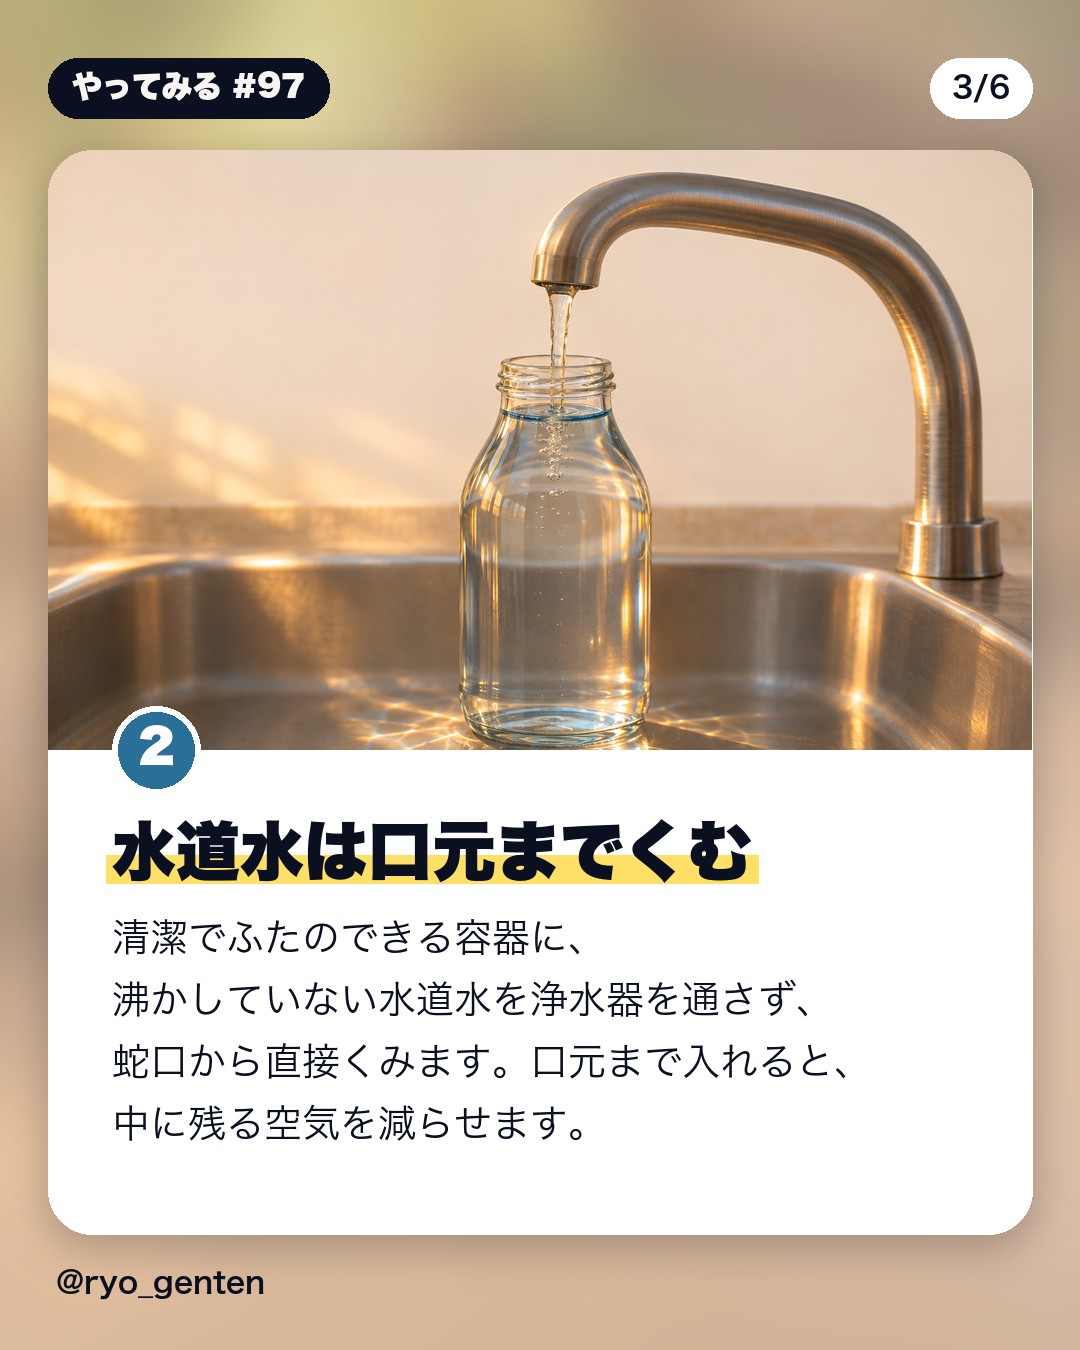 やってみる #97
3/6
2
水道水は口元までくむ
清潔でふたのできる容器に、
沸かしていない水道水を浄水器を通さず、
蛇口から直接くみます。口元まで入れると、
中に残る空気を減らせます。
@ryo_genten